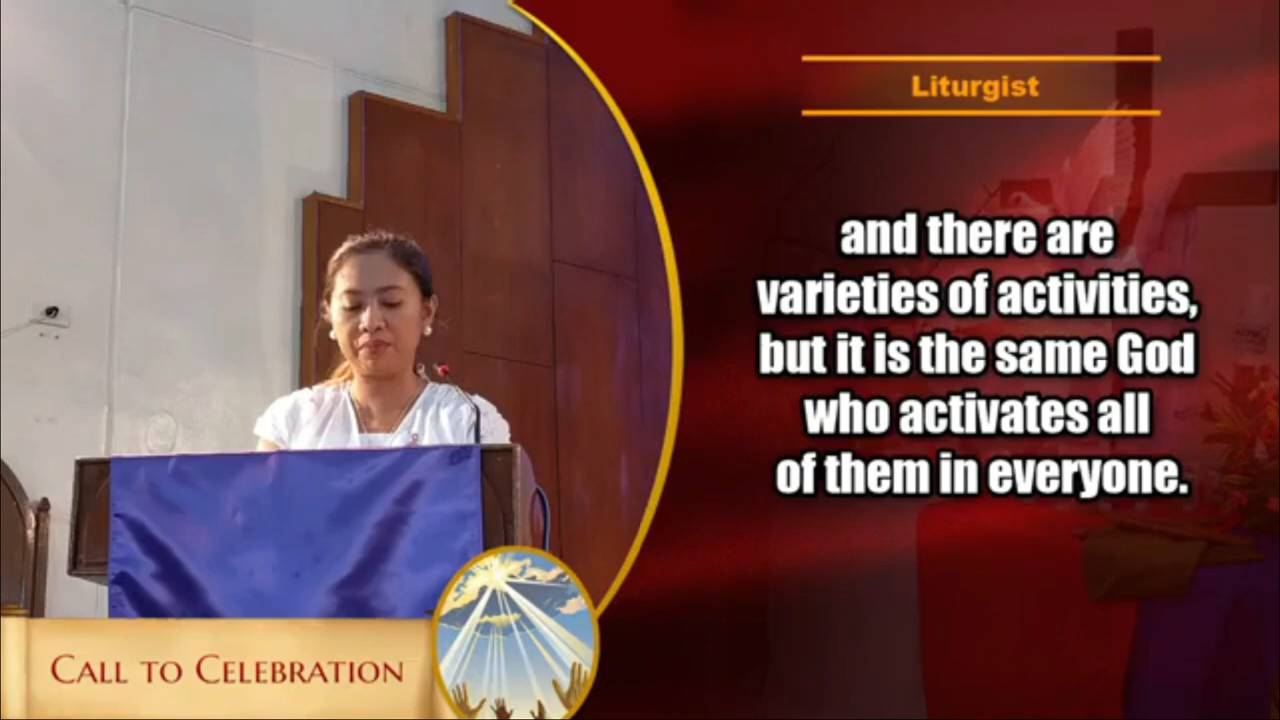 Liturgist
and there are
varieties of activities,
but it is the same God
who activates all
of them in everyone.
Call to Celebration